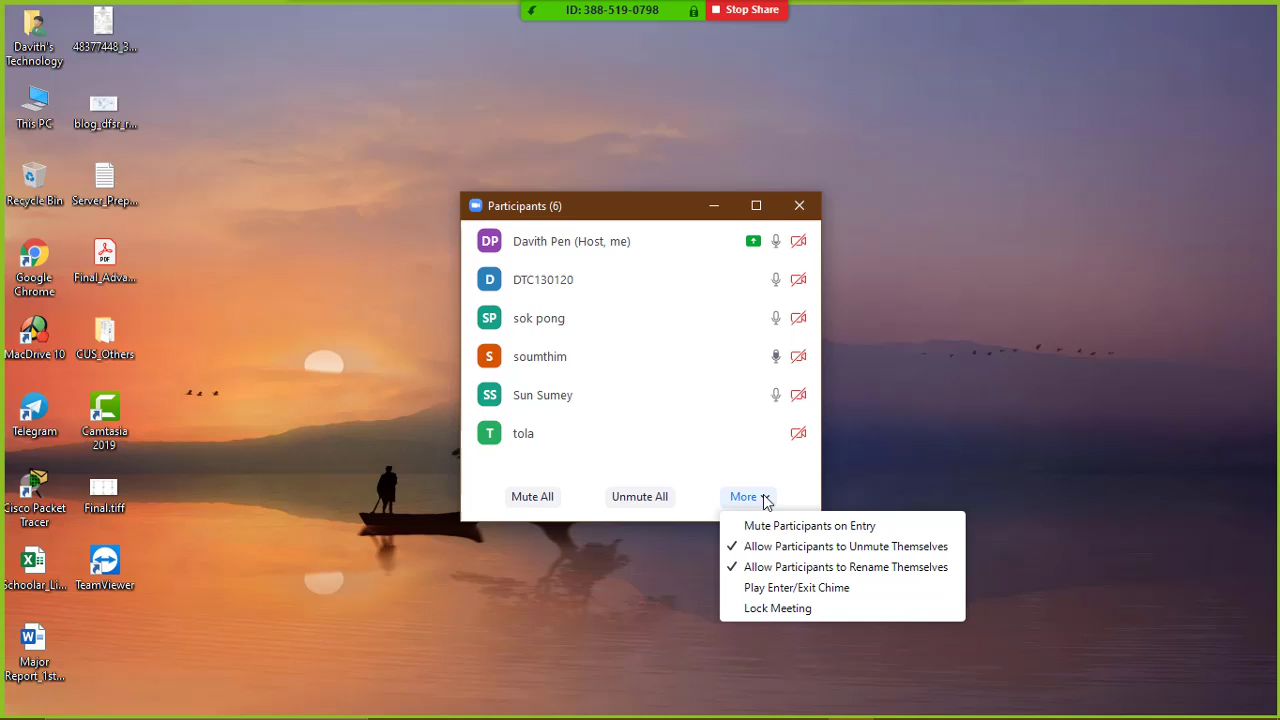 ID: 388-519-0798
Stop Share
Davith's
Technology
48377448_3...
This PC
blog_dfsr_r...
Recycle Bin
Server_Prep...
Google
Chrome
PDF
Final_Adva...
MacDrive 10
CUS_Others
Telegram
Camtasia
2019
Cisco Packet
Tracer
Final.tiff
Schoolar_Li...
TeamViewer
Major
Report_1st...
Participants (6)
DP Davith Pen (Host, me)
D DTC130120
SP sok pong
S soumthim
SS Sun Sumey
T tola
Mute All
Unmute All
More
Mute Participants on Entry
Allow Participants to Unmute Themselves
Allow Participants to Rename Themselves
Play Enter/Exit Chime
Lock Meeting